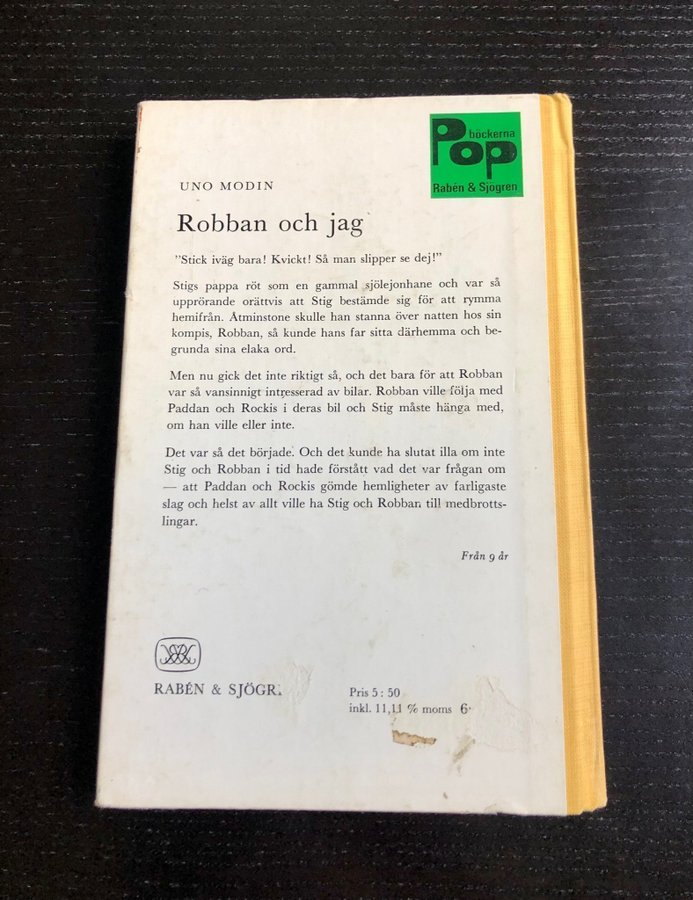 Pop böckerna
Rabén & Sjögren
UNO MODIN
Robban och jag
"Stick iväg bara! Kvickt! Så man slipper se dej!"
Stigs pappa röt som en gammal sjölejonhane och var så
upprörande orättvis att Stig bestämde sig för att rymma
hemifrån. Åtminstone skulle han stanna över natten hos sin
kompis, Robban, så kunde hans far sitta därhemma och be-
grunda sina elaka ord.
Men nu gick det inte riktigt så, och det bara för att Robban
var så vansinnigt intresserad av bilar. Robban ville följa med
Paddan och Rockis i deras bil och Stig måste hänga med,
om han ville eller inte.
Det var så det började. Och det kunde ha slutat illa om inte
Stig och Robban i tid hade förstått vad det var frågan om
— att Paddan och Rockis gömde hemligheter av farligaste
slag och helst av allt ville ha Stig och Robban till medbrotts-
lingar.
Från 9 år
RABÉN & SJÖGR
Pris 5:50
inkl. 11,11 % moms 6